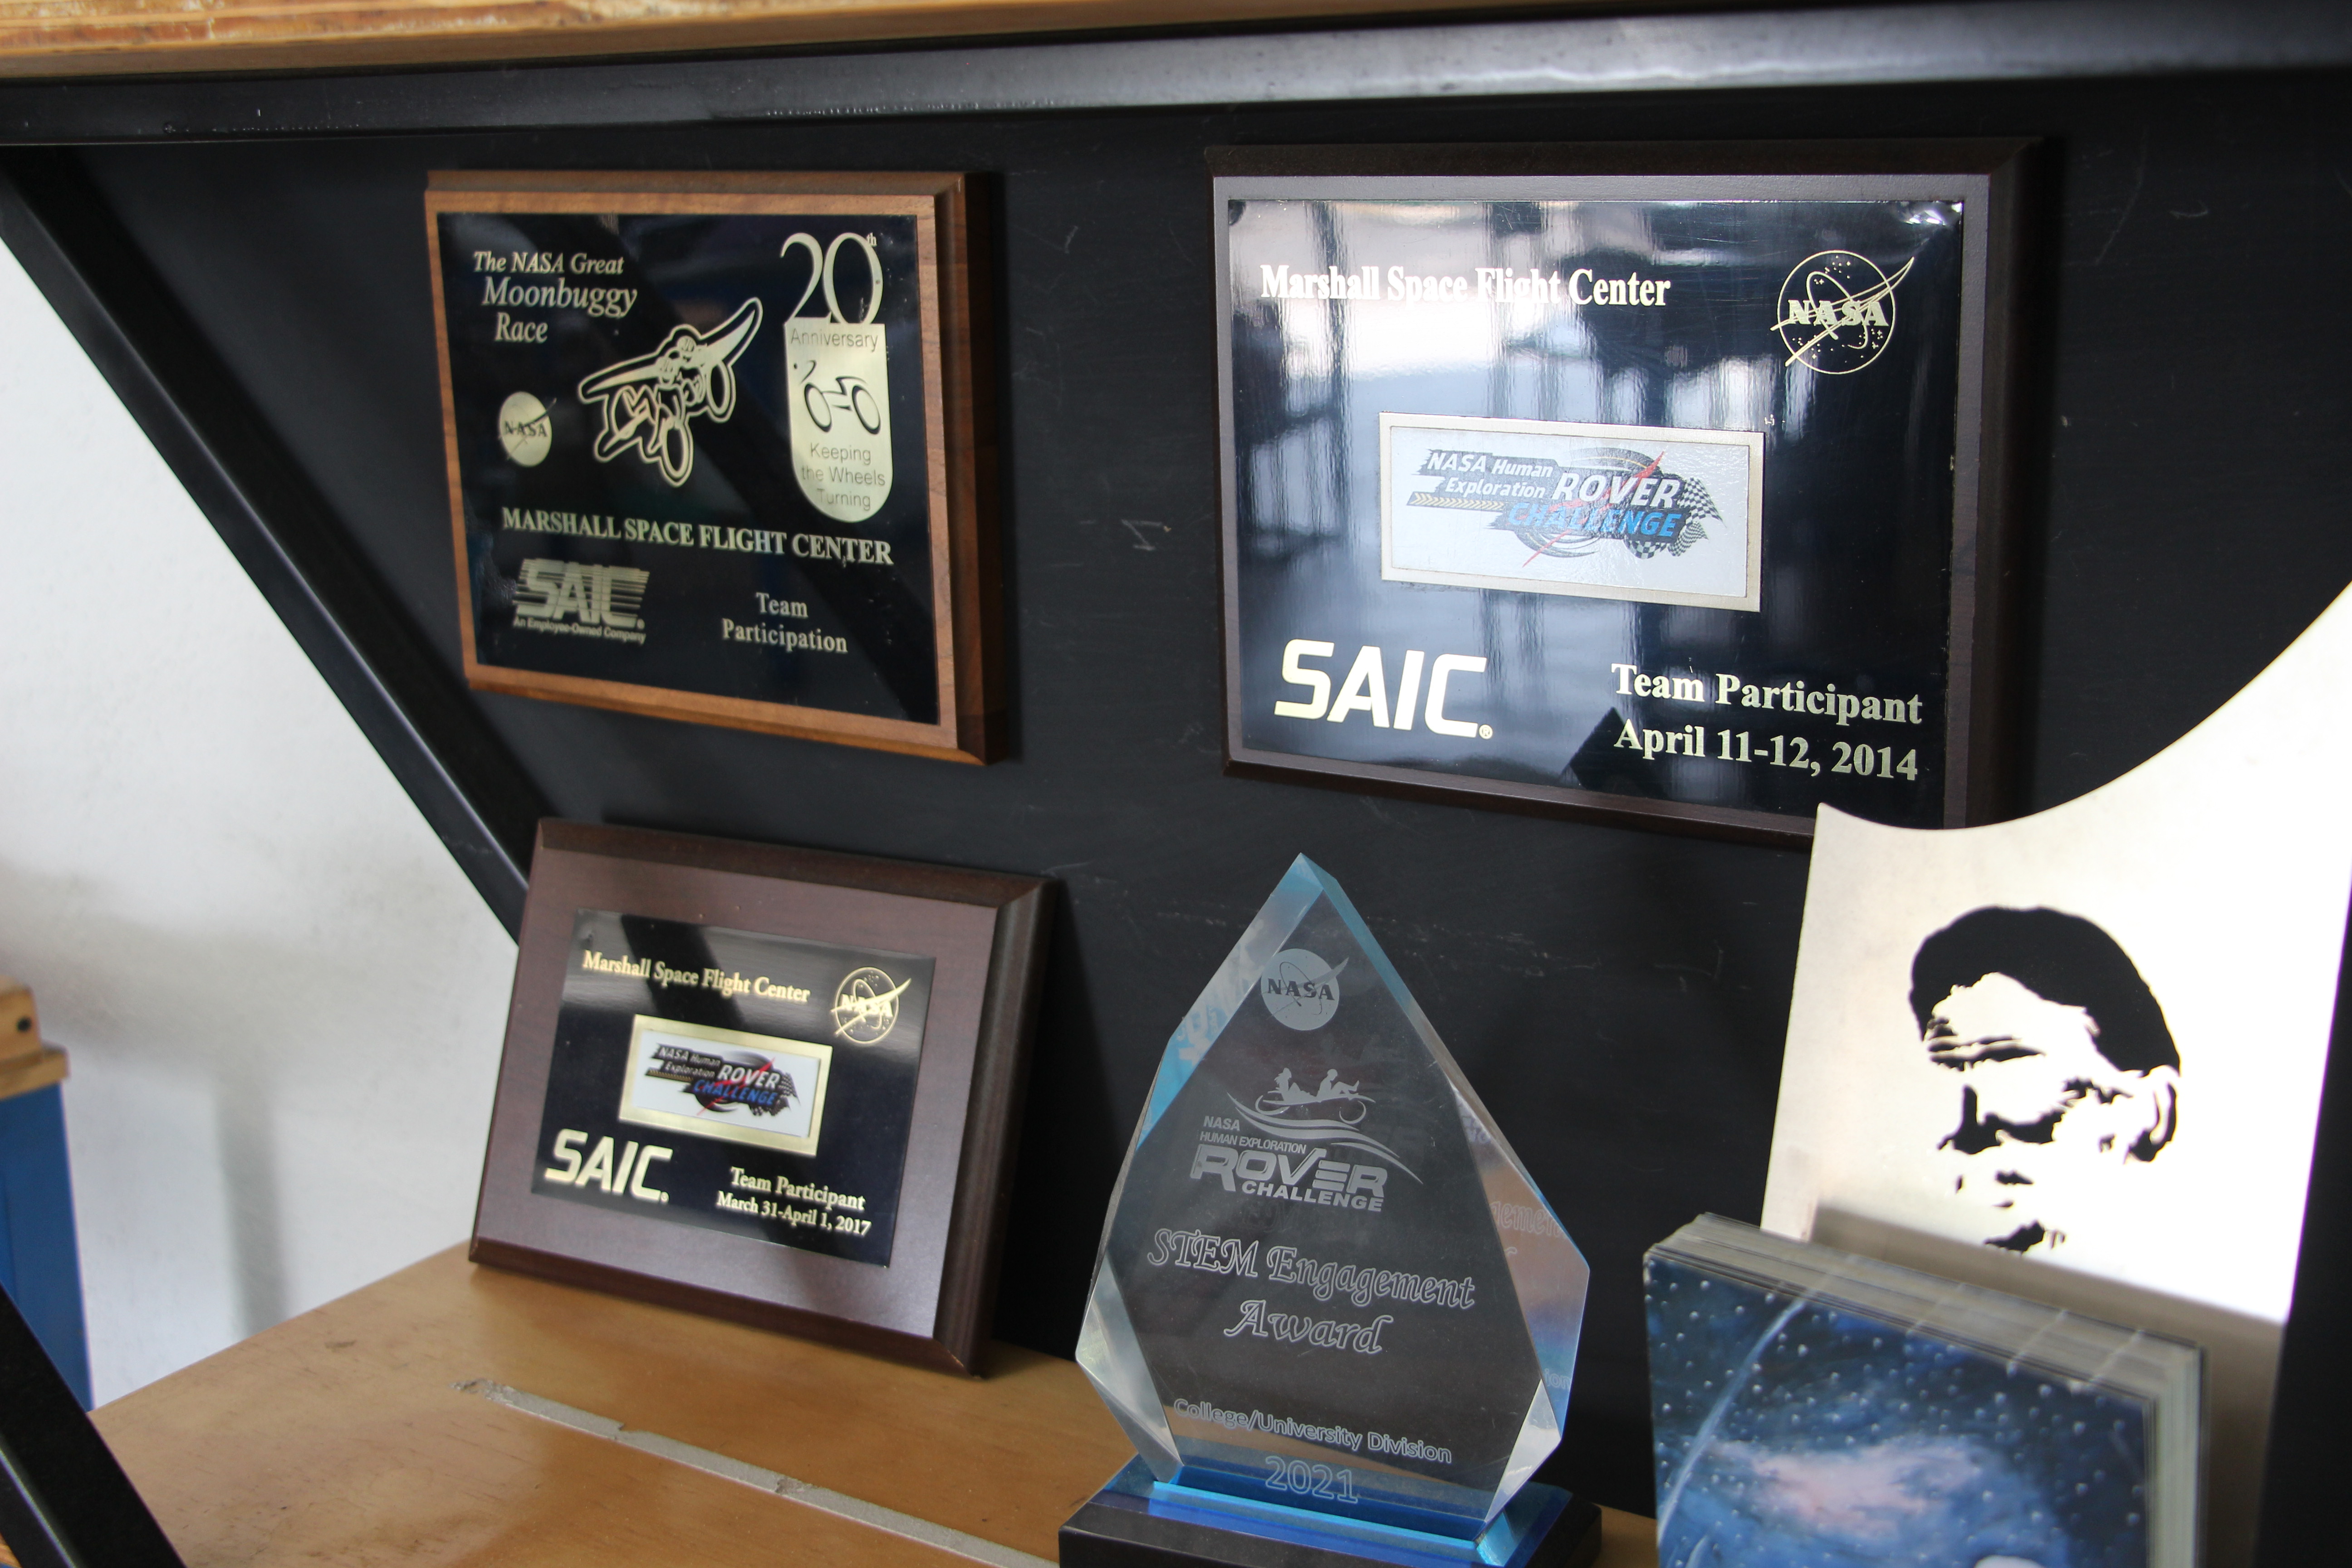 The NASA Great
Moonbuggy
Race
20th
Anniversary
Keeping
the Wheels
Turning
NASA
MARSHALL SPACE FLIGHT CENTER
SAIC®
An Employee-Owned Company
Team
Participation
Marshall Space Flight Center
NASA
NASA Human
Exploration ROVER
CHALLENGE
SAIC®
Team Participant
April 11-12, 2014
Marshall Space Flight Center
NASA
NASA Human
Exploration ROVER
CHALLENGE
SAIC.
Team Participant
March 31-April 1, 2017
NASA
NASA
HUMAN EXPLORATION
ROVER
CHALLENGE
STEM Engagement
Award
College/University Division
2021